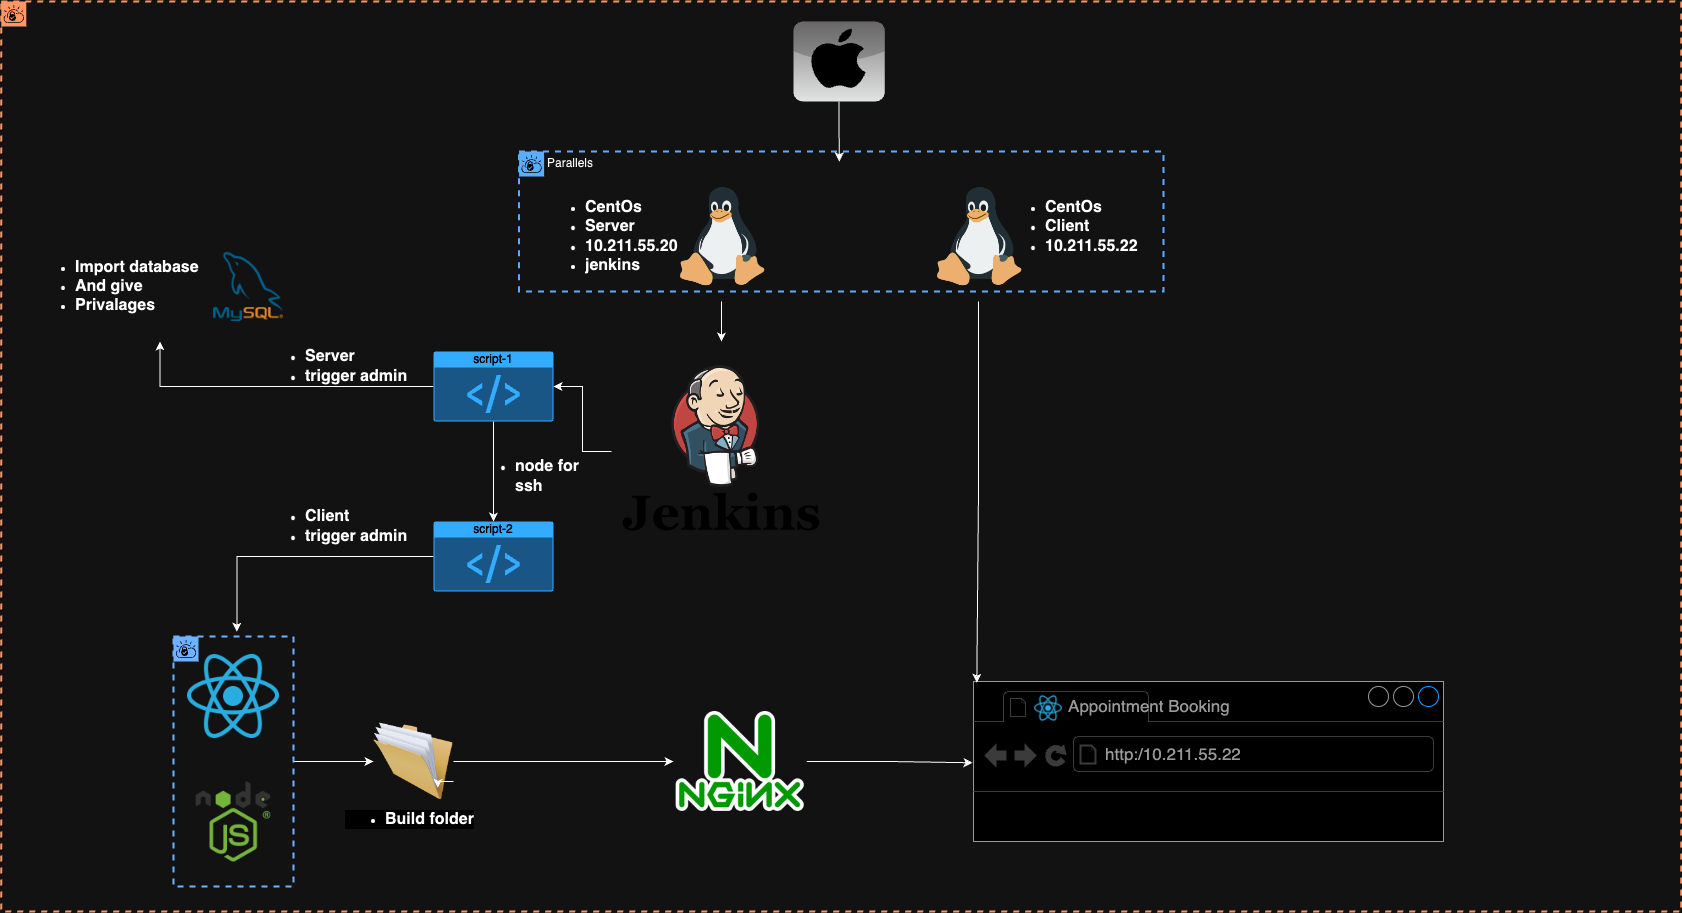 Parallels
CentOs
Server
10.211.55.20
jenkins
CentOs
Client
10.211.55.22
Import database
And give
Privalages
MySQL
Server
trigger admin
script-1
node for
ssh
Client
trigger admin
script-2
Jenkins
node
JS
Build folder
NGiNX
Appointment Booking
http:/10.211.55.22